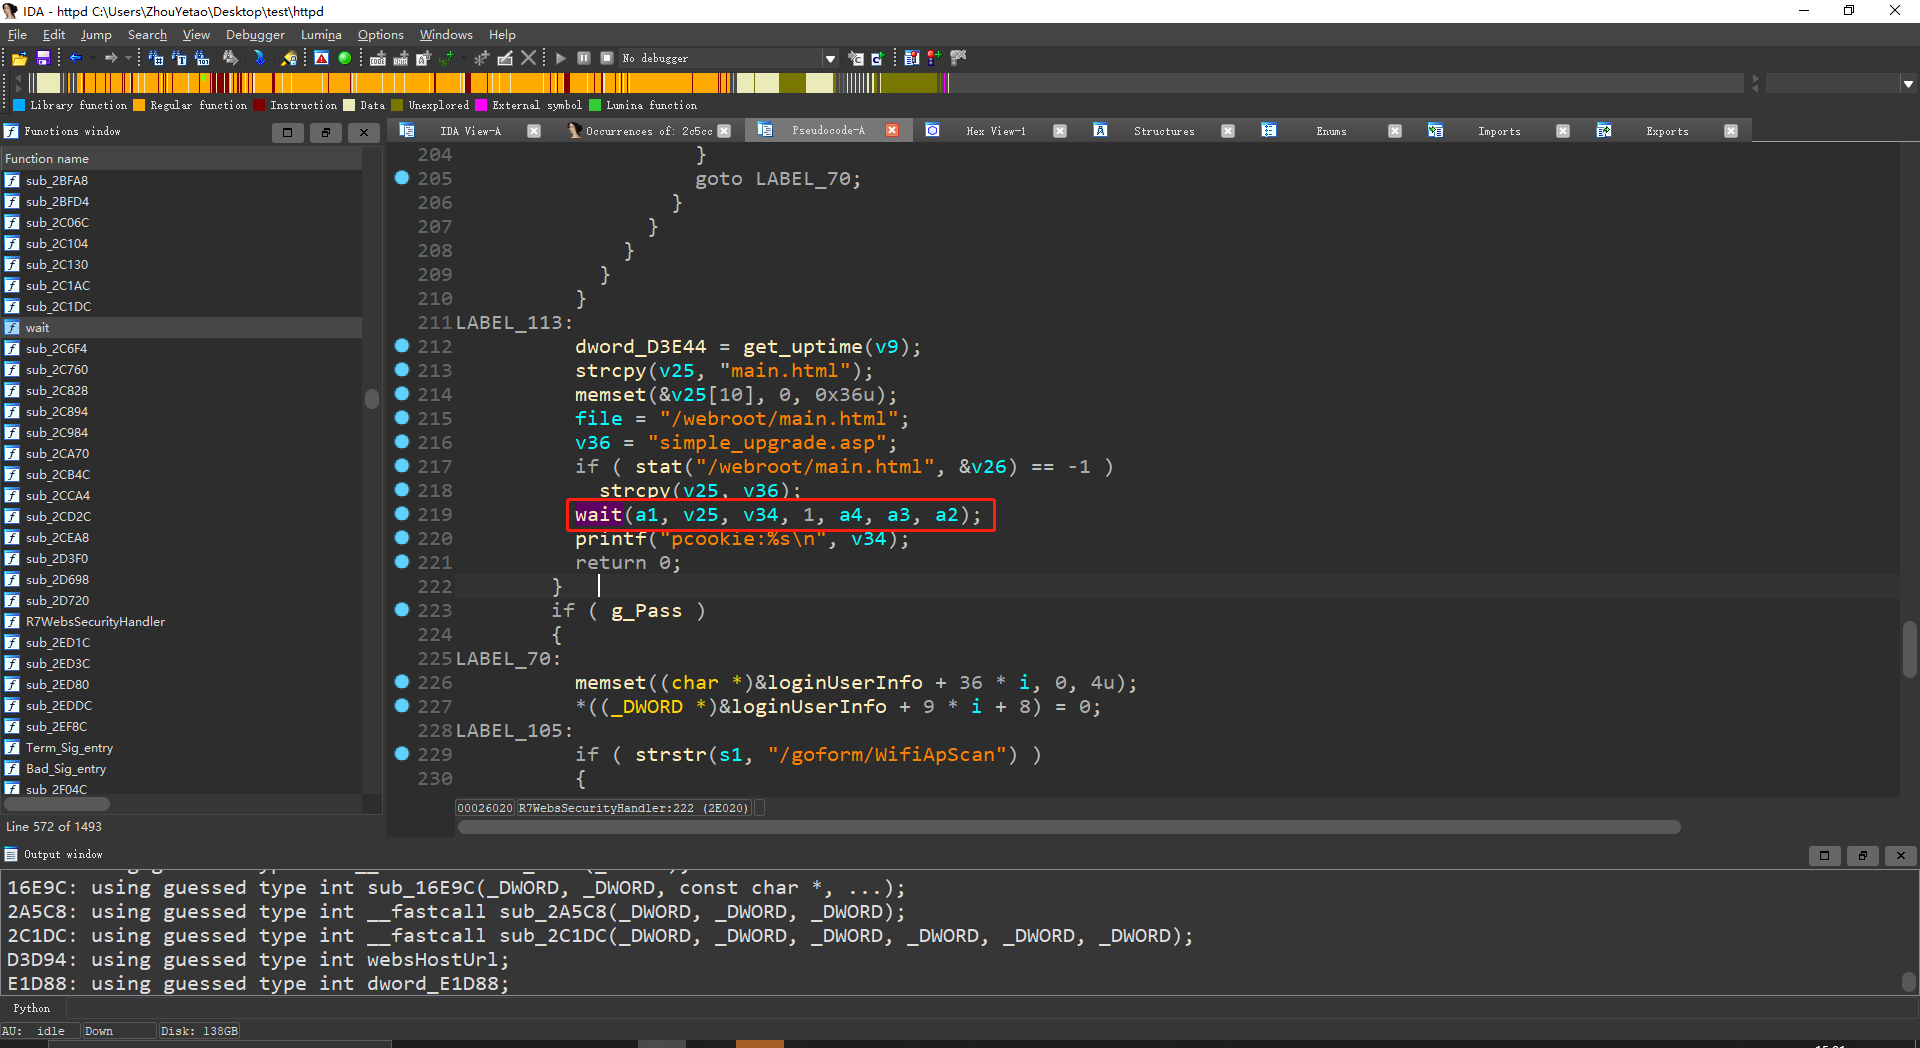 IDA - httpd C:\Users\ZhouYetao\Desktop\test\httpd
File Edit Jump Search View Debugger Lumina Options Windows Help
No debugger
Library function Regular function Instruction Data Unexplored External symbol Lumina function
Functions window
IDA View-A Occurrences of: 2c5cc Pseudocode-A Hex View-1 Structures Enums Imports Exports
Function name
sub_2BFA8
sub_2BFD4
sub_2C06C
sub_2C104
sub_2C130
sub_2C1AC
sub_2C1DC
wait
sub_2C6F4
sub_2C760
sub_2C828
sub_2C894
sub_2C984
sub_2CA70
sub_2CB4C
sub_2CCA4
sub_2CD2C
sub_2CEA8
sub_2D3F0
sub_2D698
sub_2D720
R7WebsSecurityHandler
sub_2ED1C
sub_2ED3C
sub_2ED80
sub_2EDDC
sub_2EF8C
Term_Sig_entry
Bad_Sig_entry
sub_2F04C
Line 572 of 1493
204 }
205 goto LABEL_70;
206 }
207 }
208 }
209 }
210 }
211 LABEL_113:
212 dword_D3E44 = get_uptime(v9);
213 strcpy(v25, "main.html");
214 memset(&v25[10], 0, 0x36u);
215 file = "/webroot/main.html";
216 v36 = "simple_upgrade.asp";
217 if ( stat("/webroot/main.html", &v26) == -1 )
218 strcpy(v25, v36);
219 wait(a1, v25, v34, 1, a4, a3, a2);
220 printf("pcookie:%s\n", v34);
221 return 0;
222 }
223 if ( g_Pass )
224 {
225 LABEL_70:
226 memset((char *)&loginUserInfo + 36 * i, 0, 4u);
227 *((_DWORD *)&loginUserInfo + 9 * i + 8) = 0;
228 LABEL_105:
229 if ( strstr(s1, "/goform/WifiApScan") )
230 {
00026020 R7WebsSecurityHandler:222 (2E020)
Output window
16E9C: using guessed type int sub_16E9C(_DWORD, _DWORD, const char *, ...);
2A5C8: using guessed type int __fastcall sub_2A5C8(_DWORD, _DWORD, _DWORD);
2C1DC: using guessed type int __fastcall sub_2C1DC(_DWORD, _DWORD, _DWORD, _DWORD, _DWORD, _DWORD);
D3D94: using guessed type int websHostUrl;
E1D88: using guessed type int dword_E1D88;
Python
AU: idle Down Disk: 138GB